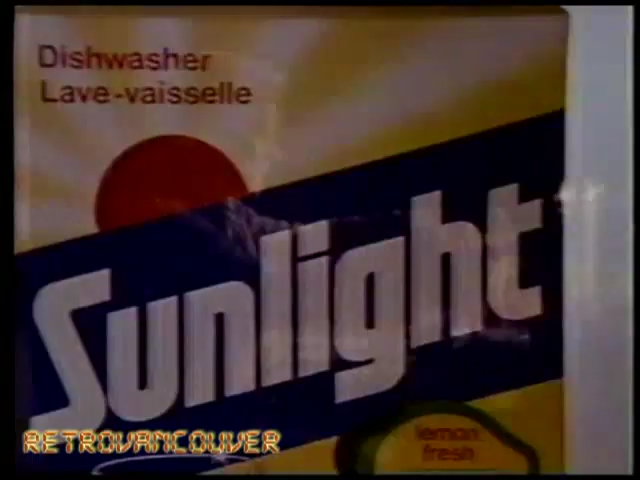 Dishwasher
Lave-vaisselle
Sunlight
lemon
fresh
RETROVANCOUVER